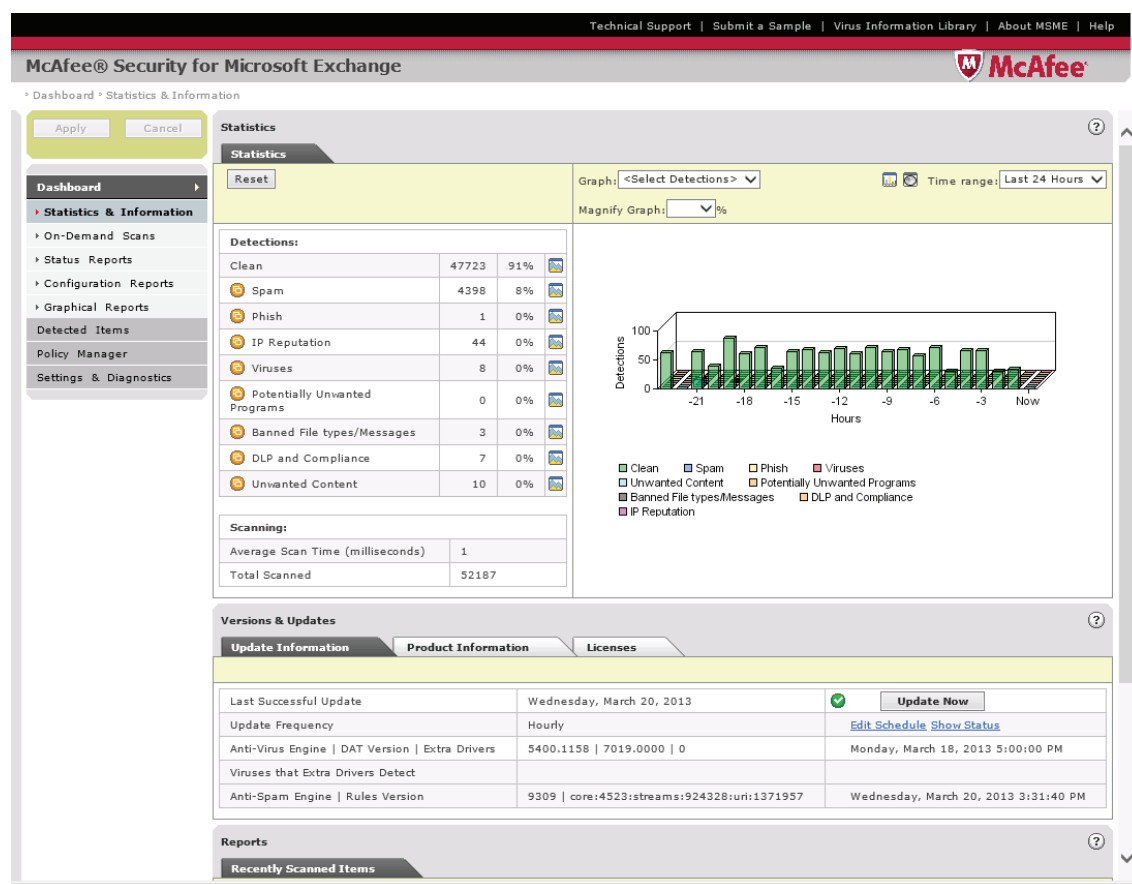 Technical Support | Submit a Sample | Virus Information Library | About MSME | Help
McAfee® Security for Microsoft Exchange
McAfee
Dashboard › Statistics & Information
Apply Cancel
Dashboard
Statistics & Information
On-Demand Scans
Status Reports
Configuration Reports
Graphical Reports
Detected Items
Policy Manager
Settings & Diagnostics
Statistics ?
Statistics
Reset
Graph: <Select Detections> Time range: Last 24 Hours
Magnify Graph: %
Detections:
Clean 47723 91%
Spam 4398 8%
Phish 1 0%
IP Reputation 44 0%
Viruses 8 0%
Potentially Unwanted
Programs 0 0%
Banned File types/Messages 3 0%
DLP and Compliance 7 0%
Unwanted Content 10 0%
Scanning:
Average Scan Time (milliseconds) 1
Total Scanned 52187
Detections
100
50
0
-21 -18 -15 -12 -9 -6 -3 Now
Hours
Clean Spam Phish Viruses
Unwanted Content Potentially Unwanted Programs
Banned File types/Messages DLP and Compliance
IP Reputation
Versions & Updates ?
Update Information Product Information Licenses
Last Successful Update Wednesday, March 20, 2013 Update Now
Update Frequency Hourly Edit Schedule Show Status
Anti-Virus Engine | DAT Version | Extra Drivers 5400.1158 | 7019.0000 | 0 Monday, March 18, 2013 5:00:00 PM
Viruses that Extra Drivers Detect
Anti-Spam Engine | Rules Version 9309 | core:4523:streams:924328:uri:1371957 Wednesday, March 20, 2013 3:31:40 PM
Reports ?
Recently Scanned Items